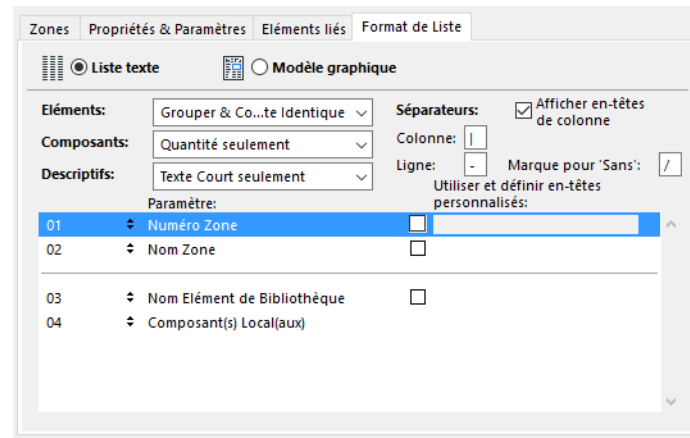 Zones Propriétés & Paramètres Eléments liés Format de Liste
Liste texte Modèle graphique
Eléments: Grouper & Co...te Identique Séparateurs: Afficher en-têtes de colonne
Composants: Quantité seulement Colonne: |
Descriptifs: Texte Court seulement Ligne: - Marque pour 'Sans': /
Utiliser et définir en-têtes
Paramètre: personnalisés:
01 Numéro Zone
02 Nom Zone
03 Nom Elément de Bibliothèque
04 Composant(s) Local(aux)